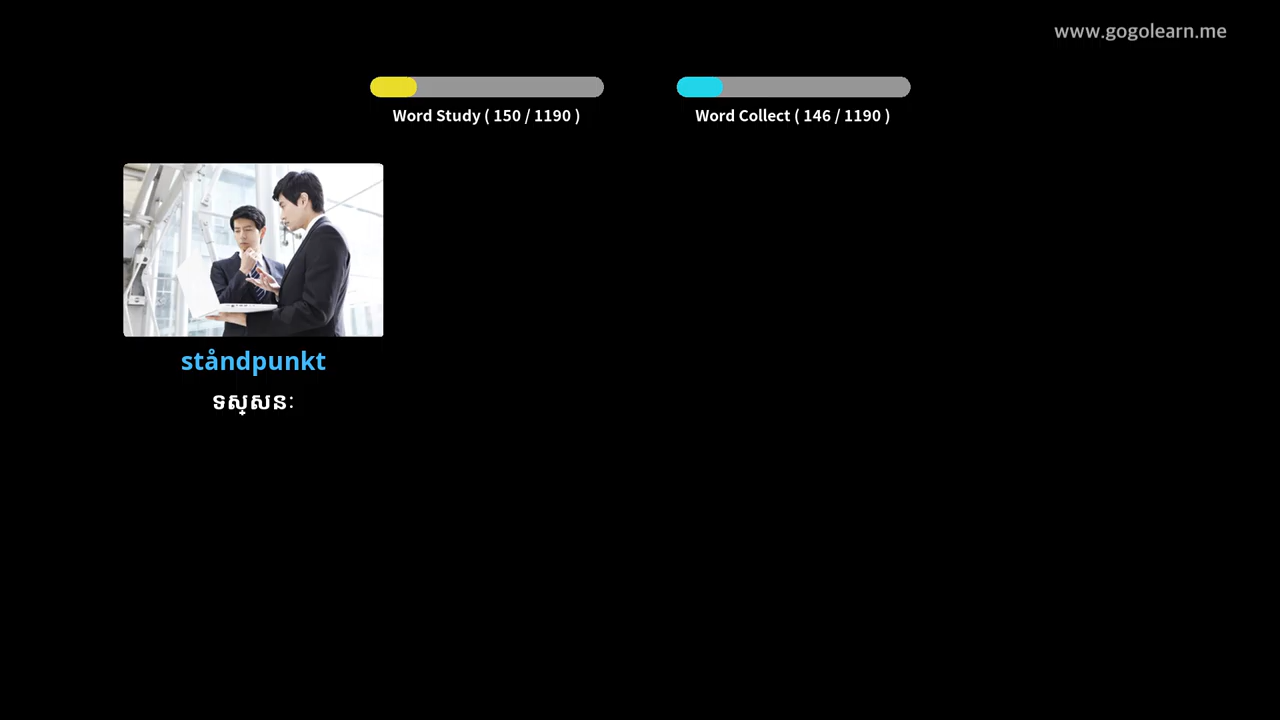 www.gogolearn.me
Word Study ( 150 / 1190 )
Word Collect ( 146 / 1190 )
ståndpunkt
ទស្សនៈ